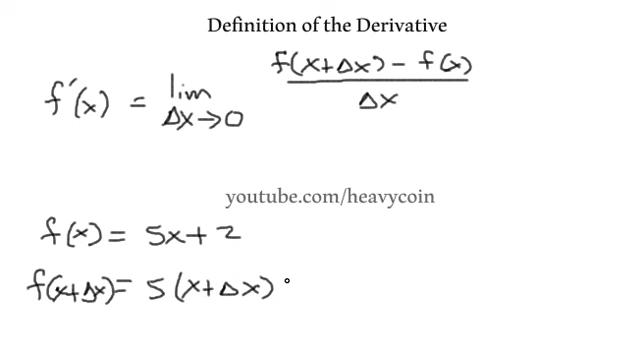 Definition of the Derivative
f'(x) = lim Δx→0 f(x+Δx) - f(x) / Δx
youtube.com/heavycoin
f(x) = 5x + 2
f(x+Δx) = 5(x+Δx)